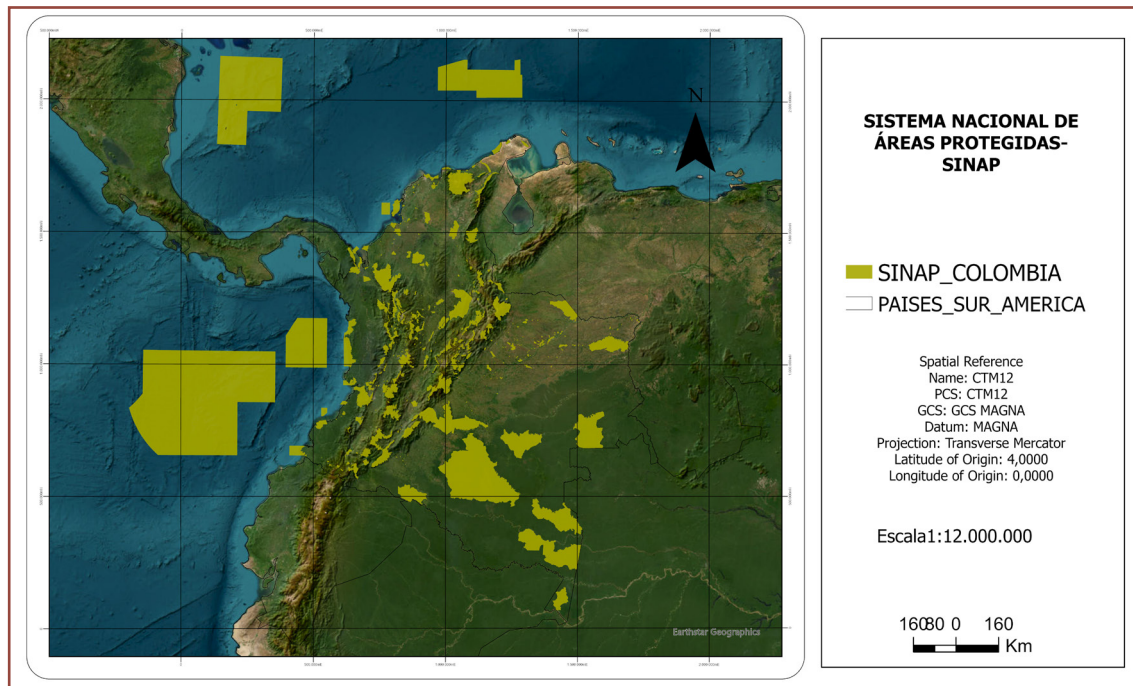 N
Earthstar Geographics
SISTEMA NACIONAL DE
ÁREAS PROTEGIDAS-
SINAP
SINAP_COLOMBIA
PAISES_SUR_AMERICA
Spatial Reference
Name: CTM12
PCS: CTM12
GCS: GCS MAGNA
Datum: MAGNA
Projection: Transverse Mercator
Latitude of Origin: 4,0000
Longitude of Origin: 0,0000
Escala1:12.000.000
160 80 0 160
Km